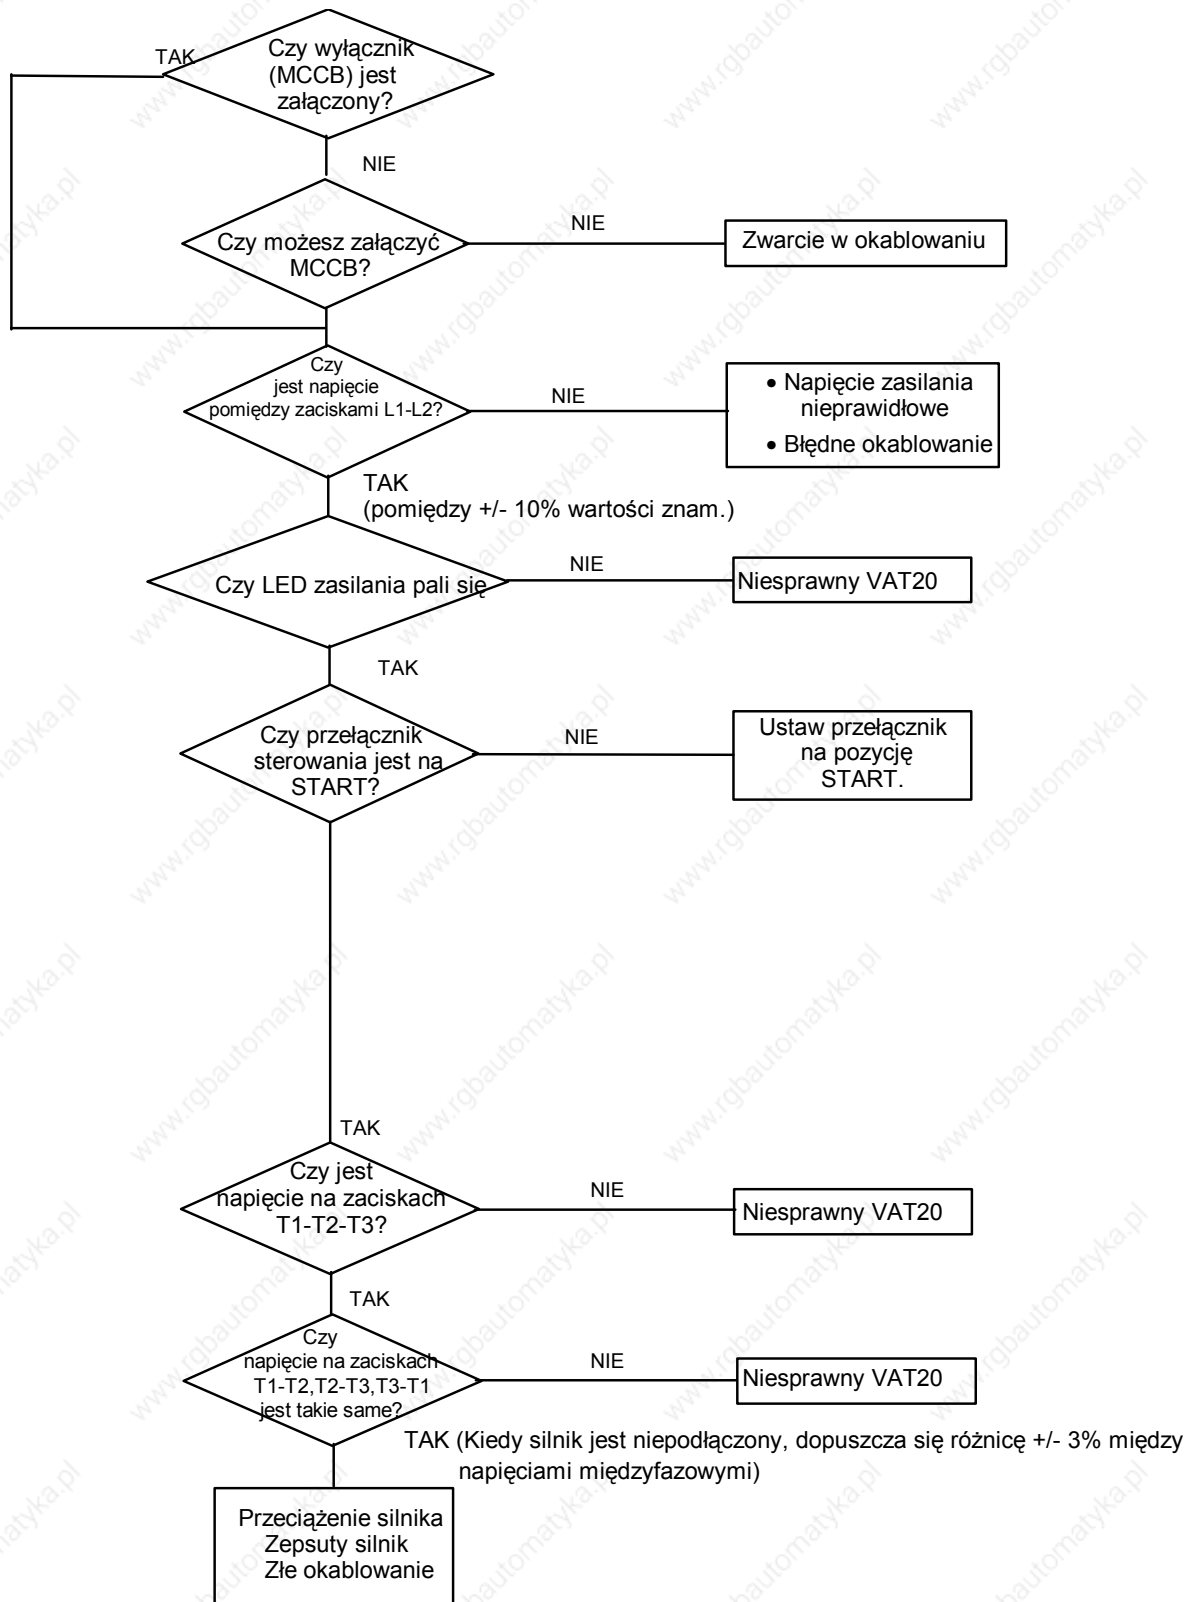 TAK
Czy wyłącznik
(MCCB) jest
załączony?
NIE
Czy możesz załączyć
MCCB?
NIE
Zwarcie w okablowaniu
Czy
jest napięcie
pomiędzy zaciskami L1-L2?
NIE
• Napięcie zasilania
nieprawidłowe
• Błędne okablowanie
TAK
(pomiędzy +/- 10% wartości znam.)
Czy LED zasilania pali się
NIE
Niesprawny VAT20
TAK
Czy przełącznik
sterowania jest na
START?
NIE
Ustaw przełącznik
na pozycję
START.
TAK
Czy jest
napięcie na zaciskach
T1-T2-T3?
NIE
Niesprawny VAT20
TAK
Czy
napięcie na zaciskach
T1-T2,T2-T3,T3-T1
jest takie same?
NIE
Niesprawny VAT20
TAK (Kiedy silnik jest niepodłączony, dopuszcza się różnicę +/- 3% między
napięciami międzyfazowymi)
Przeciążenie silnika
Zepsuty silnik
Złe okablowanie
www.rgbautomatyka.pl